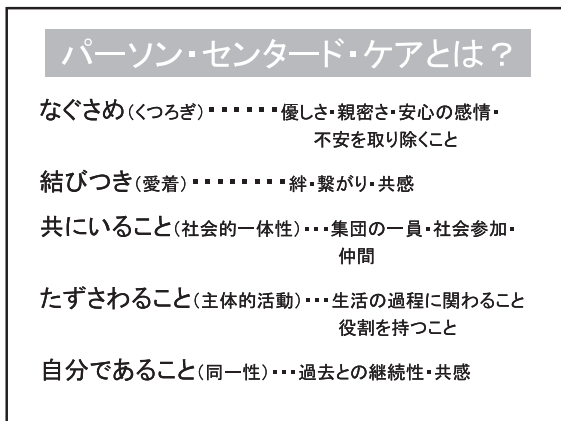 パーソン・センタード・ケアとは？
なぐさめ(くつろぎ)・・・・・・優しさ・親密さ・安心の感情・
不安を取り除くこと
結びつき(愛着)・・・・・・・・絆・繋がり・共感
共にいること(社会的一体性)・・・集団の一員・社会参加・
仲間
たずさわること(主体的活動)・・・生活の過程に関わること
役割を持つこと
自分であること(同一性)・・・過去との継続性・共感